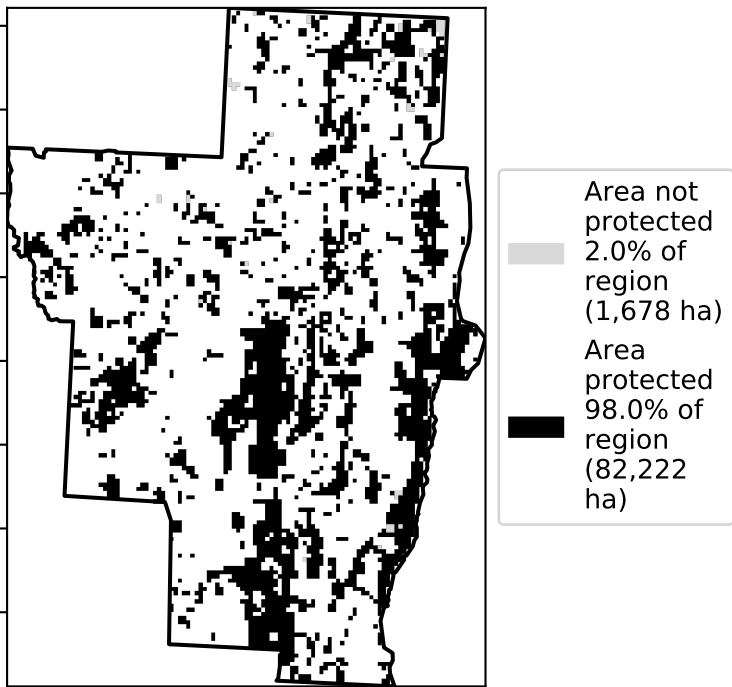 Area not
protected
2.0% of
region
(1,678 ha)
Area
protected
98.0% of
region
(82,222
ha)